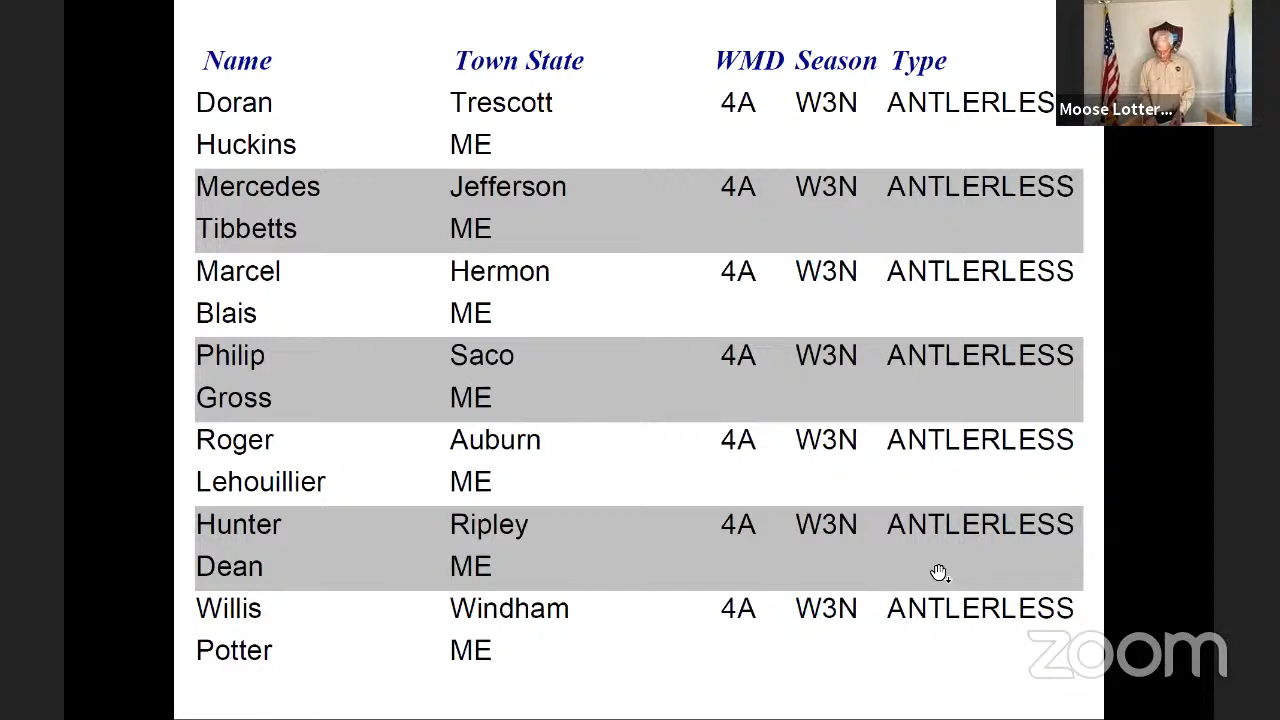 Name Town State WMD Season Type
Doran Trescott 4A W3N ANTLERLES
Huckins ME
Mercedes Jefferson 4A W3N ANTLERLESS
Tibbetts ME
Marcel Hermon 4A W3N ANTLERLESS
Blais ME
Philip Saco 4A W3N ANTLERLESS
Gross ME
Roger Auburn 4A W3N ANTLERLESS
Lehouillier ME
Hunter Ripley 4A W3N ANTLERLESS
Dean ME
Willis Windham 4A W3N ANTLERLESS
Potter ME
Moose Lotter...
zoom